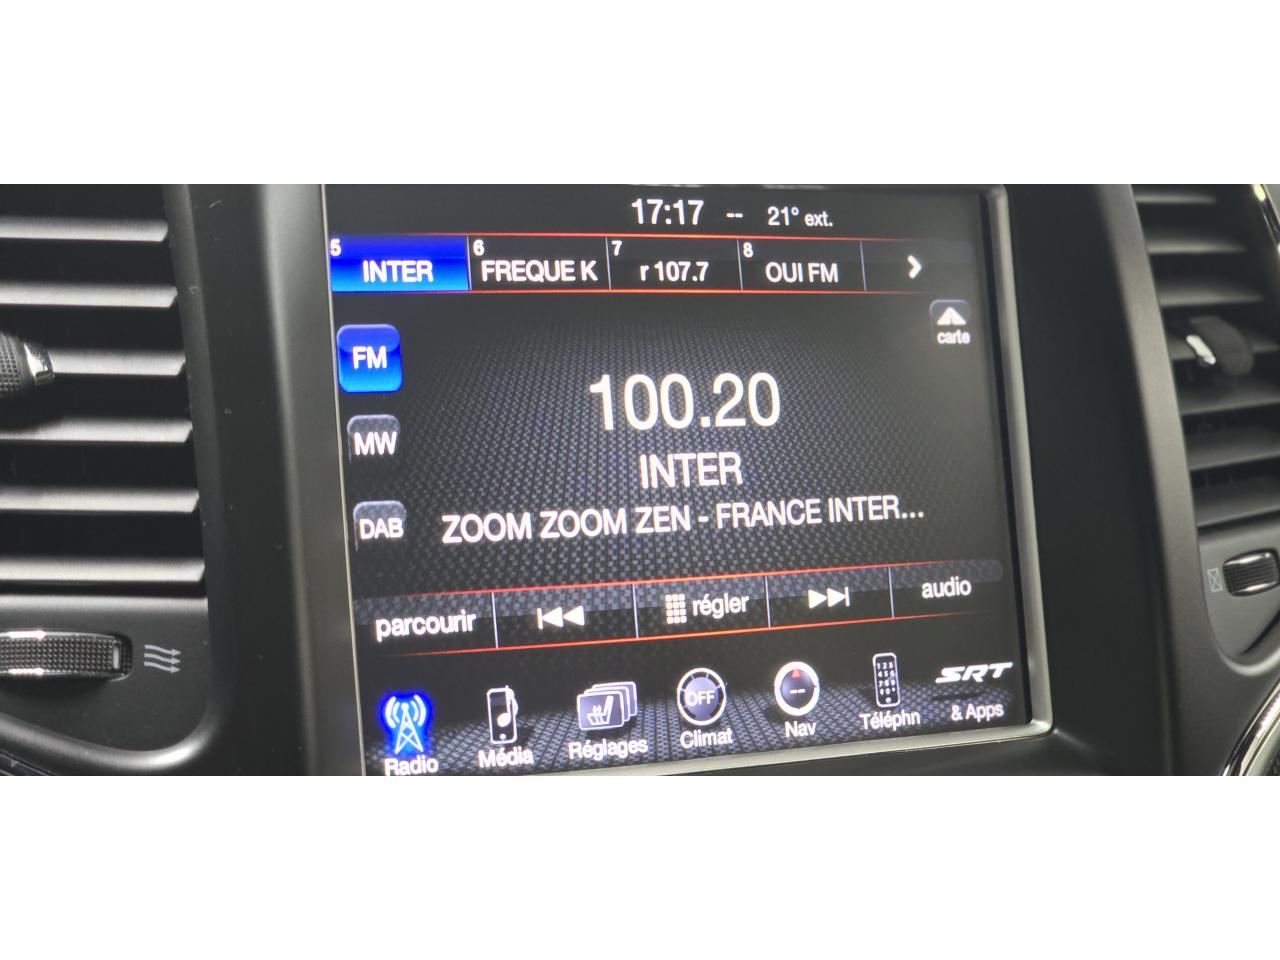 17:17 -- 21° ext.
5 INTER 6 FREQUE K 7 r 107.7 8 OUI FM
carte
FM
100.20
MW
INTER
DAB
ZOOM ZOOM ZEN - FRANCE INTER...
parcourir régler audio
Radio Média Réglages OFF Climat Nav Téléphn SRT & Apps